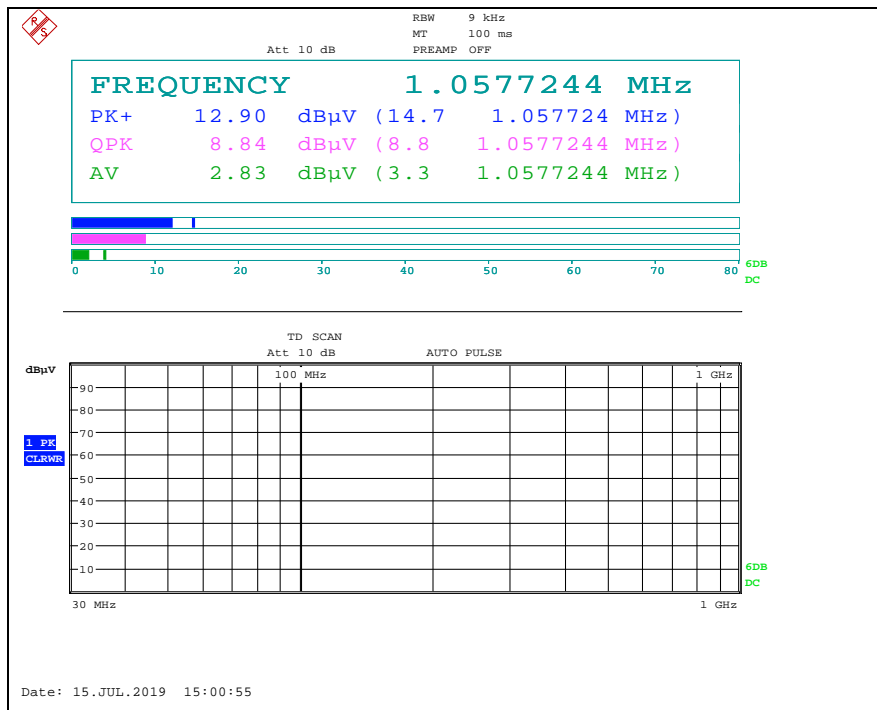 R S
RBW 9 kHz
MT 100 ms
Att 10 dB PREAMP OFF
FREQUENCY 1.0577244 MHz
PK+ 12.90 dBµV (14.7 1.057724 MHz)
QPK 8.84 dBµV (8.8 1.0577244 MHz)
AV 2.83 dBµV (3.3 1.0577244 MHz)
0 10 20 30 40 50 60 70 80
6DB
DC
TD SCAN
Att 10 dB AUTO PULSE
dBµV
100 MHz 1 GHz
90
80
70
1 PK
CLRWR
60
50
40
30
20
10
6DB
DC
30 MHz 1 GHz
Date: 15.JUL.2019 15:00:55